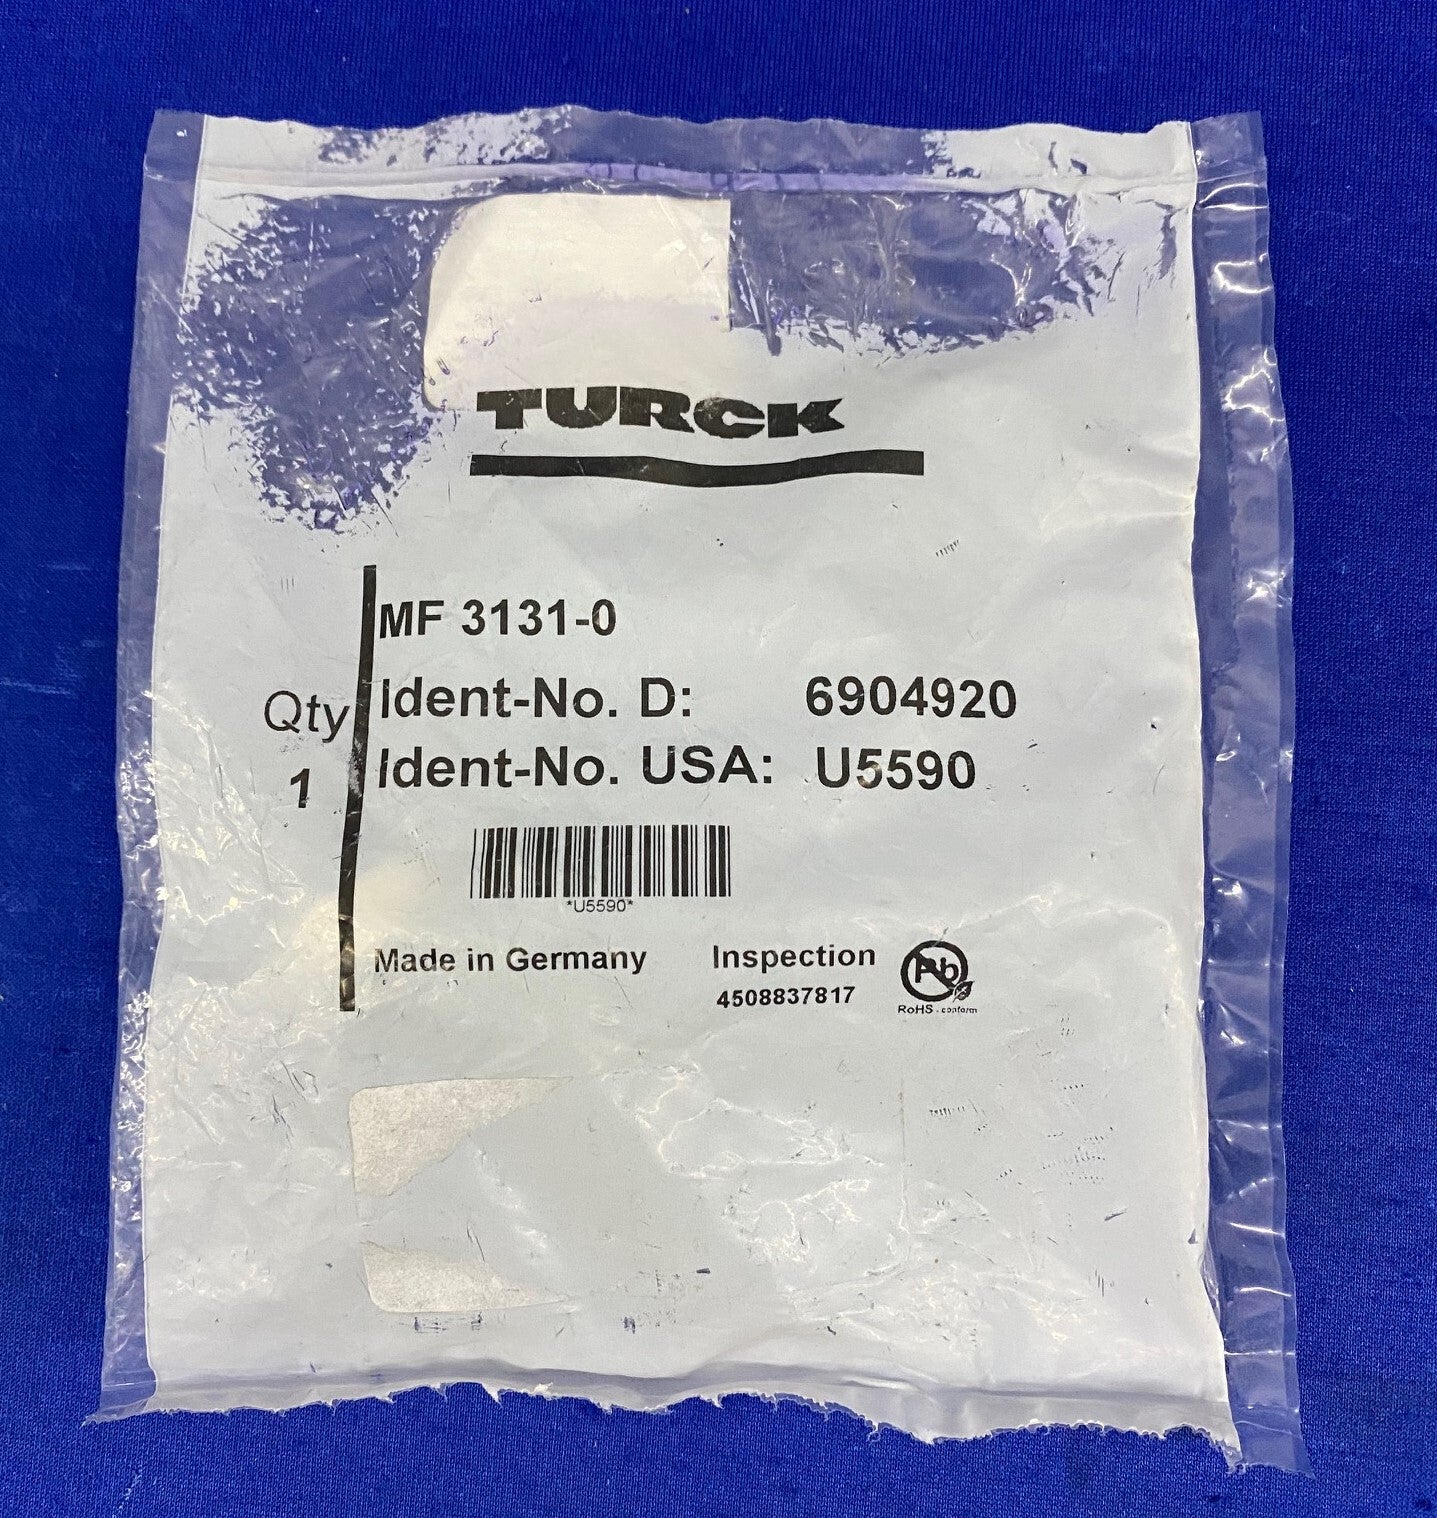 TURCK
MF 3131-0
Ident-No. D: 6904920
Qty
Ident-No. USA: U5590
1
*U5590*
Made in Germany
Inspection
4508837817
Pb
RoHS - conform